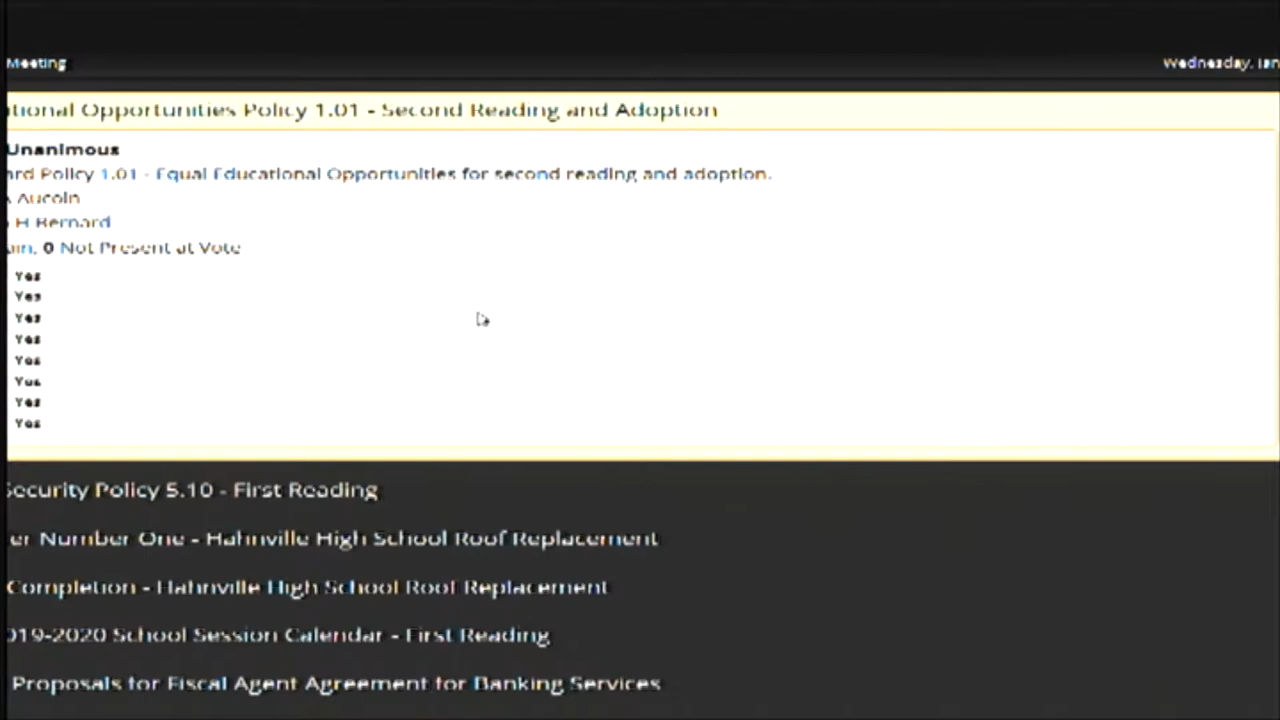 Meeting
Wednesday, Jan
tional Opportunities Policy 1.01 - Second Reading and Adoption
Unanimous
ard Policy 1.01 - Equal Educational Opportunities for second reading and adoption.
Aucoin
H Bernard
ain, 0 Not Present at Vote
Yes
Yes
Yes
Yes
Yes
Yes
Yes
Yes
Security Policy 5.10 - First Reading
er Number One - Hahnville High School Roof Replacement
Completion - Hahnville High School Roof Replacement
019-2020 School Session Calendar - First Reading
Proposals for Fiscal Agent Agreement for Banking Services